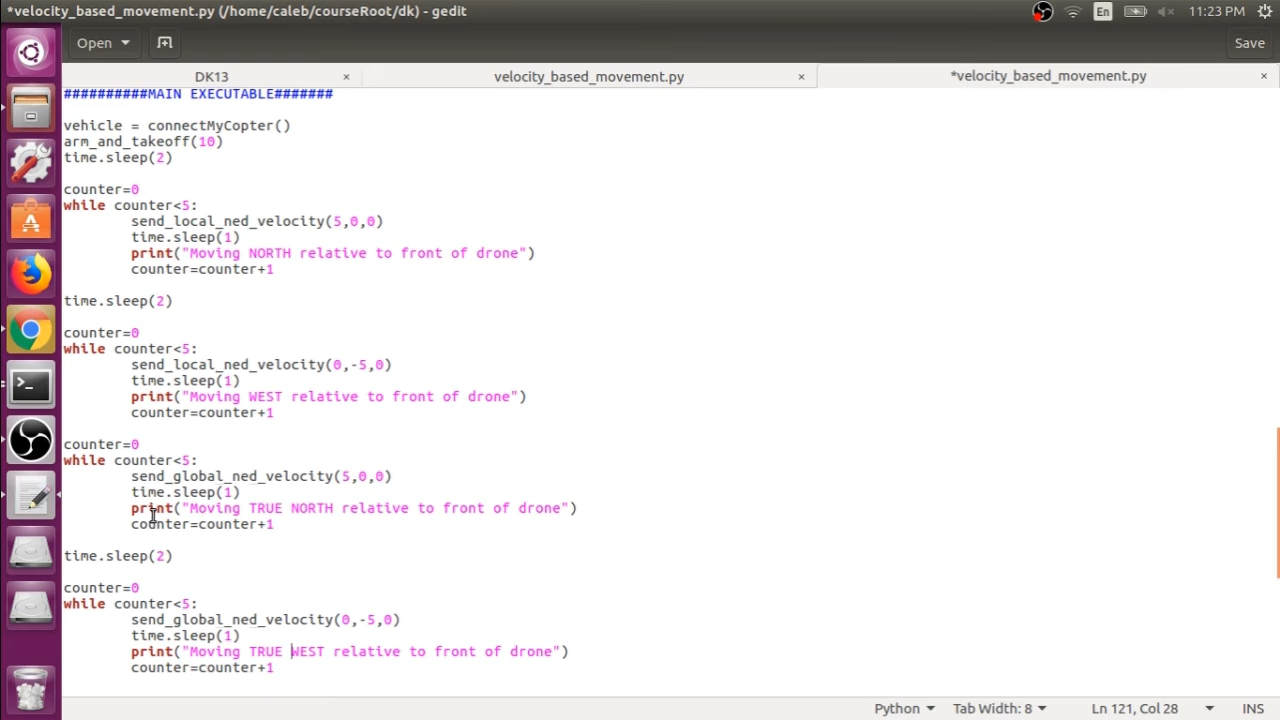 *velocity_based_movement.py (/home/caleb/courseRoot/dk) - gedit
En
11:23 PM
Open
Save
DK13
velocity_based_movement.py
*velocity_based_movement.py
##########MAIN EXECUTABLE#######
vehicle = connectMyCopter()
arm_and_takeoff(10)
time.sleep(2)
counter=0
while counter<5:
send_local_ned_velocity(5,0,0)
time.sleep(1)
print("Moving NORTH relative to front of drone")
counter=counter+1
time.sleep(2)
counter=0
while counter<5:
send_local_ned_velocity(0,-5,0)
time.sleep(1)
print("Moving WEST relative to front of drone")
counter=counter+1
counter=0
while counter<5:
send_global_ned_velocity(5,0,0)
time.sleep(1)
print("Moving TRUE NORTH relative to front of drone")
counter=counter+1
time.sleep(2)
counter=0
while counter<5:
send_global_ned_velocity(0,-5,0)
time.sleep(1)
print("Moving TRUE WEST relative to front of drone")
counter=counter+1
Python
Tab Width: 8
Ln 121, Col 28
INS